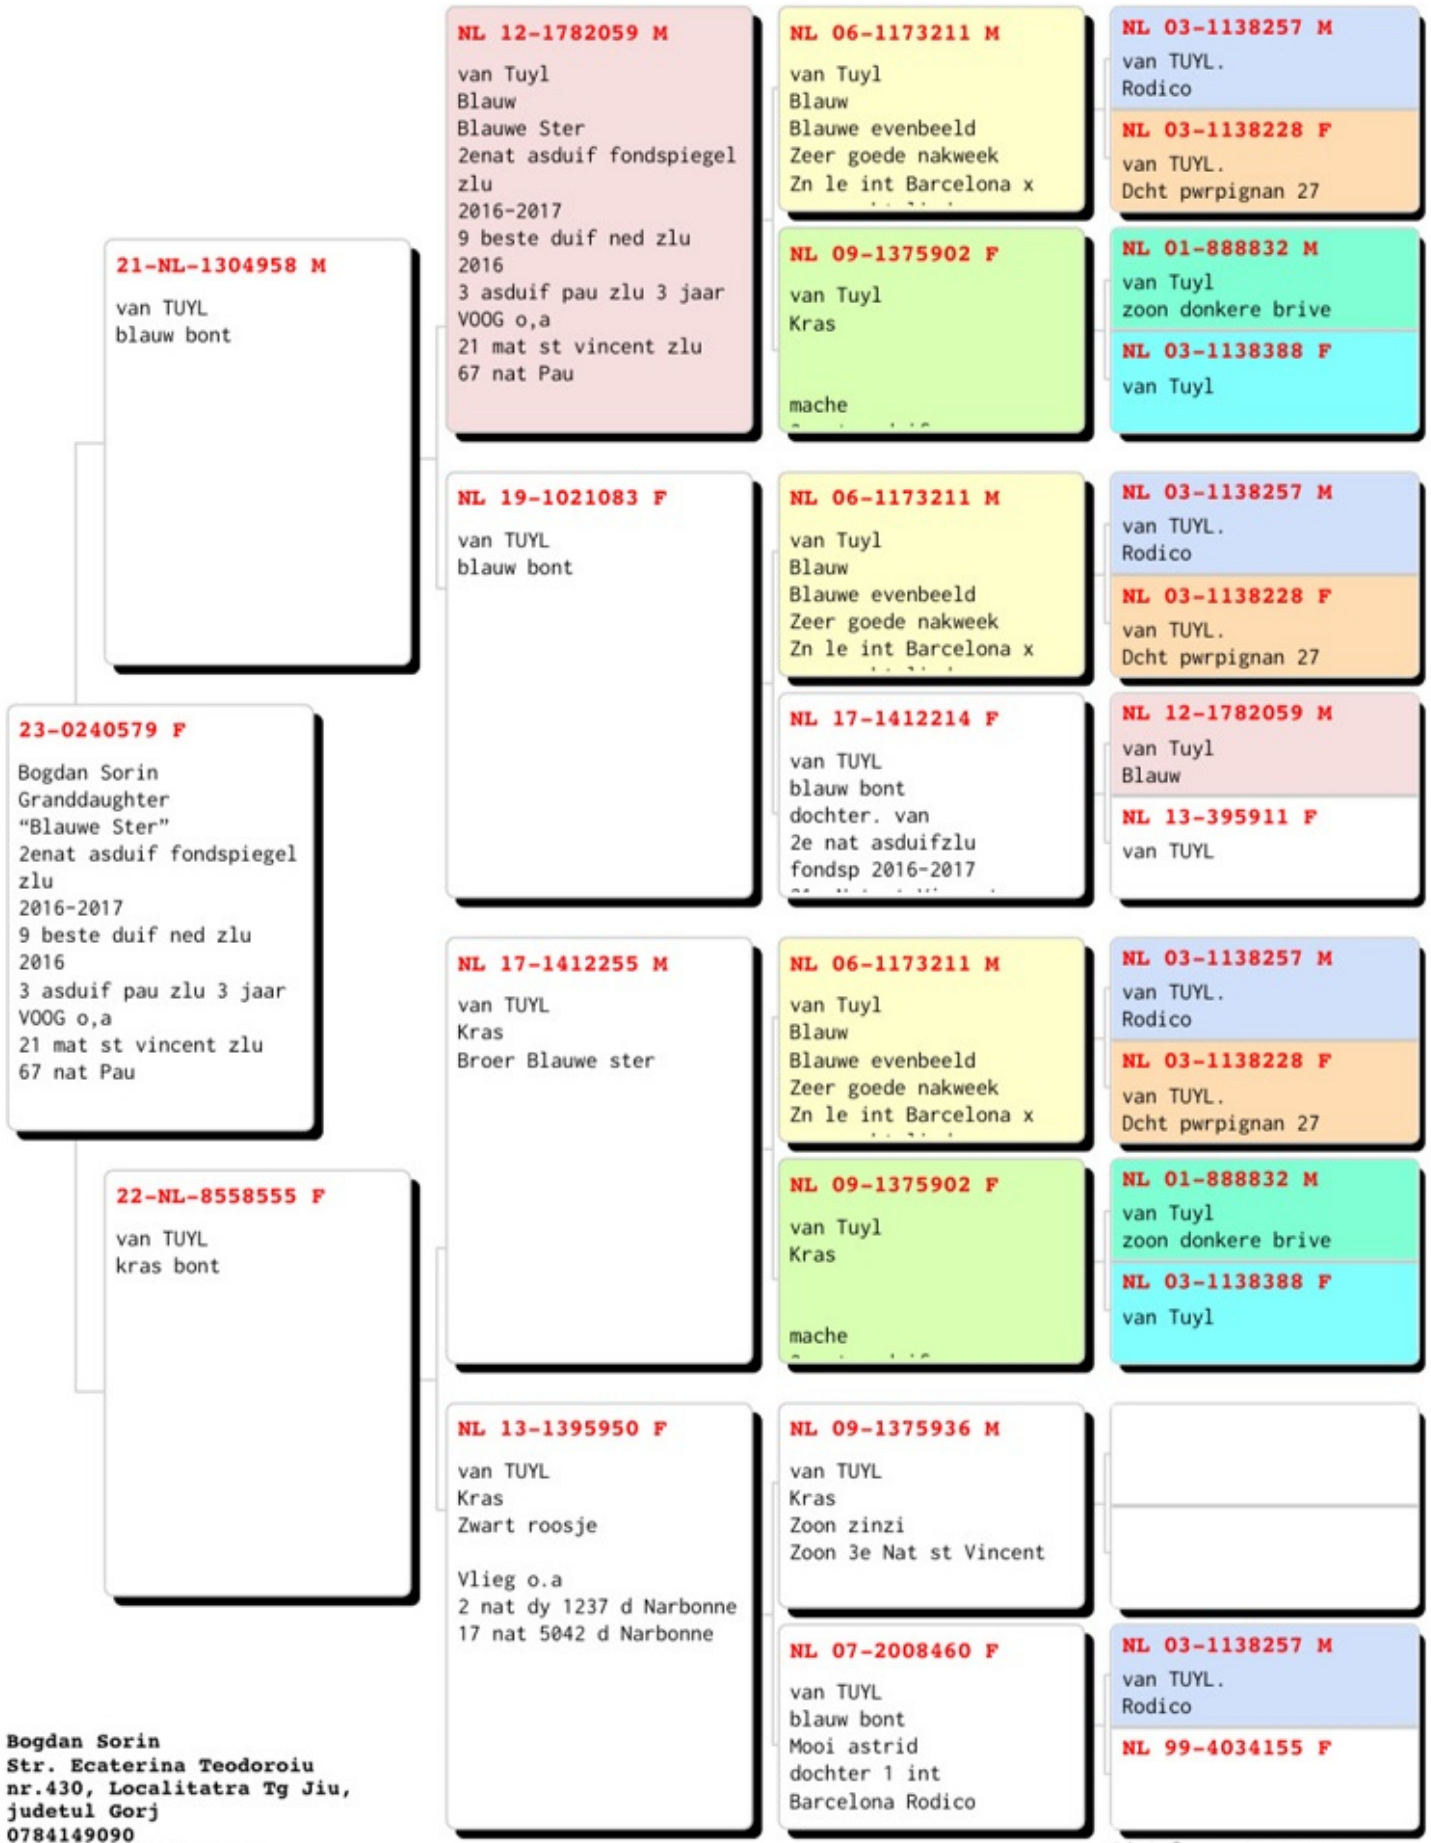 23-0240579 F
Bogdan Sorin
Granddaughter
“Blauwe Ster”
2enat asduif fondspiegel
zlu
2016-2017
9 beste duif ned zlu
2016
3 asduif pau zlu 3 jaar
VOOG o,a
21 mat st vincent zlu
67 nat Pau
21-NL-1304958 M
van TUYL
blauw bont
22-NL-8558555 F
van TUYL
kras bont
NL 12-1782059 M
van Tuyl
Blauw
Blauwe Ster
2enat asduif fondspiegel
zlu
2016-2017
9 beste duif ned zlu
2016
3 asduif pau zlu 3 jaar
VOOG o,a
21 mat st vincent zlu
67 nat Pau
NL 19-1021083 F
van TUYL
blauw bont
NL 17-1412255 M
van TUYL
Kras
Broer Blauwe ster
NL 13-1395950 F
van TUYL
Kras
Zwart roosje
Vlieg o.a
2 nat dy 1237 d Narbonne
17 nat 5042 d Narbonne
NL 06-1173211 M
van Tuyl
Blauw
Blauwe evenbeeld
Zeer goede nakweek
Zn le int Barcelona x
NL 09-1375902 F
van Tuyl
Kras
mache
NL 06-1173211 M
van Tuyl
Blauw
Blauwe evenbeeld
Zeer goede nakweek
Zn le int Barcelona x
NL 17-1412214 F
van TUYL
blauw bont
dochter. van
2e nat asduifzlu
fondsp 2016-2017
NL 06-1173211 M
van Tuyl
Blauw
Blauwe evenbeeld
Zeer goede nakweek
Zn le int Barcelona x
NL 09-1375902 F
van Tuyl
Kras
mache
NL 09-1375936 M
van TUYL
Kras
Zoon zinzi
Zoon 3e Nat st Vincent
NL 07-2008460 F
van TUYL
blauw bont
Mooi astrid
dochter 1 int
Barcelona Rodico
NL 03-1138257 M
van TUYL.
Rodico
NL 03-1138228 F
van TUYL.
Dcht pwrpignan 27
NL 01-888832 M
van Tuyl
zoon donkere brive
NL 03-1138388 F
van Tuyl
NL 03-1138257 M
van TUYL.
Rodico
NL 03-1138228 F
van TUYL.
Dcht pwrpignan 27
NL 12-1782059 M
van Tuyl
Blauw
NL 13-395911 F
van TUYL
NL 03-1138257 M
van TUYL.
Rodico
NL 03-1138228 F
van TUYL.
Dcht pwrpignan 27
NL 01-888832 M
van Tuyl
zoon donkere brive
NL 03-1138388 F
van Tuyl
NL 03-1138257 M
van TUYL.
Rodico
NL 99-4034155 F
Bogdan Sorin
Str. Ecaterina Teodoroiu
nr.430, Localitatra Tg Jiu,
judetul Gorj
0784149090